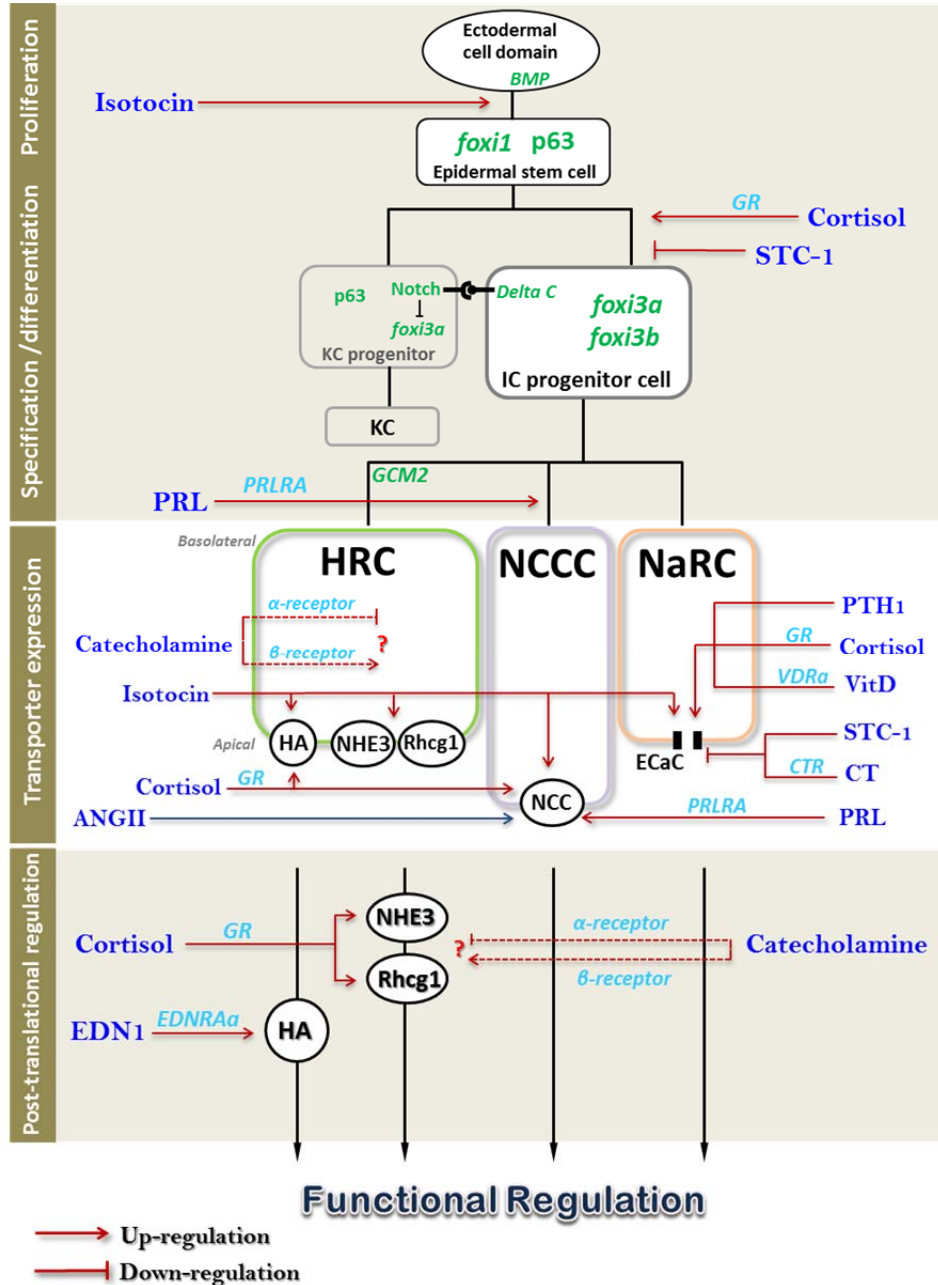 Proliferation
Specification /differentiation
Transporter expression
Post-translational regulation
Ectodermal
cell domain
BMP
Isotocin
foxi1 p63
Epidermal stem cell
GR
Cortisol
STC-1
p63
Notch
foxi3a
KC progenitor
Delta C
foxi3a
foxi3b
IC progenitor cell
KC
GCM2
PRL
PRLRA
Basolateral
HRC
NCCC
NaRC
α-receptor
Catecholamine
β-receptor
?
PTH1
GR
Cortisol
VDRa
VitD
Isotocin
Apical
HA
NHE3
Rhcg1
ECaC
STC-1
CTR
CT
Cortisol
GR
ANGII
NCC
PRLRA
PRL
NHE3
Cortisol
GR
?
α-receptor
Catecholamine
β-receptor
Rhcg1
EDN1
EDNRAa
HA
Functional Regulation
Up-regulation
Down-regulation